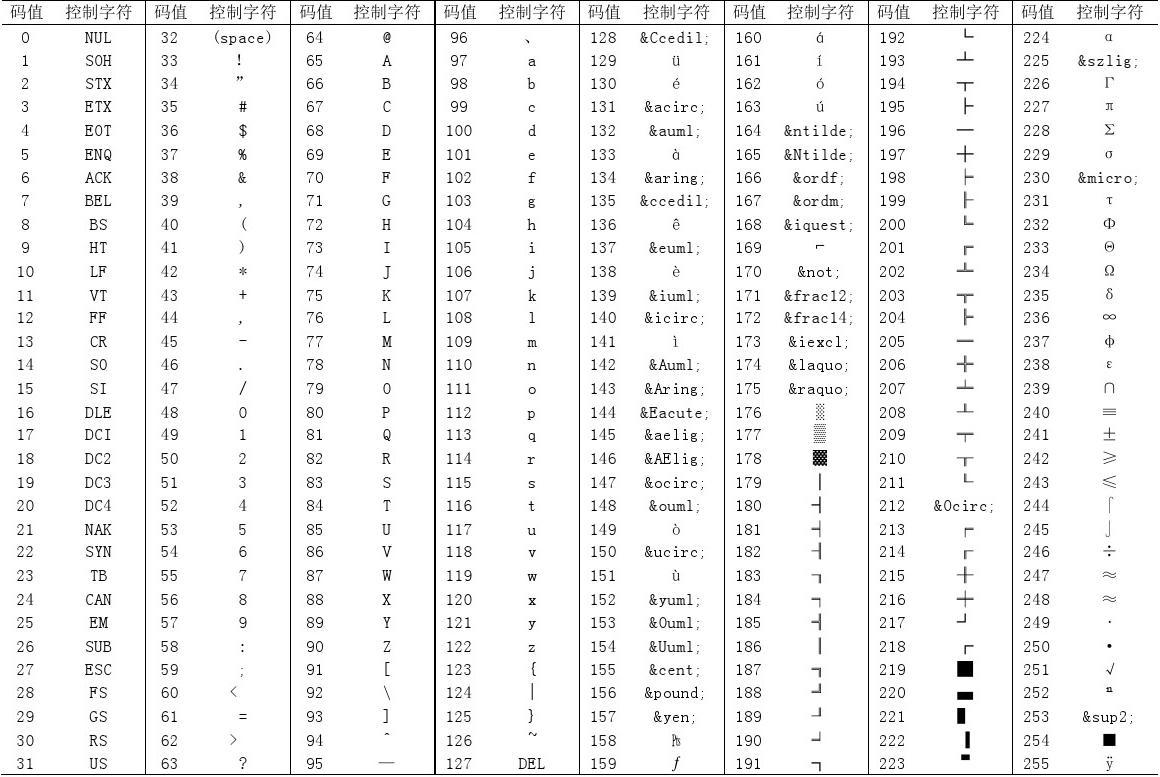 码值 控制字符 码值 控制字符 码值 控制字符 码值 控制字符 码值 控制字符 码值 控制字符 码值 控制字符 码值 控制字符
0 NUL 32 (space) 64 @ 96 、 128 &Ccedil; 160 á 192 └ 224 α
1 SOH 33 ! 65 A 97 a 129 ü 161 í 193 ┴ 225 &szlig;
2 STX 34 ” 66 B 98 b 130 é 162 ó 194 ┬ 226 Γ
3 ETX 35 # 67 C 99 c 131 &acirc; 163 ú 195 ├ 227 π
4 EOT 36 $ 68 D 100 d 132 &auml; 164 &ntilde; 196 ─ 228 Σ
5 ENQ 37 % 69 E 101 e 133 à 165 &Ntilde; 197 ┼ 229 σ
6 ACK 38 & 70 F 102 f 134 &aring; 166 &ordf; 198 ╞ 230 &micro;
7 BEL 39 , 71 G 103 g 135 &ccedil; 167 &ordm; 199 ╟ 231 τ
8 BS 40 ( 72 H 104 h 136 ê 168 &iquest; 200 ╚ 232 Φ
9 HT 41 ) 73 I 105 i 137 &euml; 169 ⌐ 201 ╔ 233 Θ
10 LF 42 * 74 J 106 j 138 è 170 &not; 202 ╩ 234 Ω
11 VT 43 + 75 K 107 k 139 &iuml; 171 &frac12; 203 ╦ 235 δ
12 FF 44 , 76 L 108 l 140 &icirc; 172 &frac14; 204 ╠ 236 ∞
13 CR 45 - 77 M 109 m 141 ì 173 &iexcl; 205 ═ 237 φ
14 SO 46 . 78 N 110 n 142 &Auml; 174 &laquo; 206 ╬ 238 ε
15 SI 47 / 79 O 111 o 143 &Aring; 175 &raquo; 207 ╧ 239 ∩
16 DLE 48 0 80 P 112 p 144 &Eacute; 176 ░ 208 ╨ 240 ≡
17 DCI 49 1 81 Q 113 q 145 &aelig; 177 ▒ 209 ╤ 241 ±
18 DC2 50 2 82 R 114 r 146 &AElig; 178 ▓ 210 ╥ 242 ≥
19 DC3 51 3 83 S 115 s 147 &ocirc; 179 │ 211 ╙ 243 ≤
20 DC4 52 4 84 T 116 t 148 &ouml; 180 ┤ 212 &Ocirc; 244 ⌠
21 NAK 53 5 85 U 117 u 149 ò 181 ╡ 213 ╒ 245 ⌡
22 SYN 54 6 86 V 118 v 150 &ucirc; 182 ╢ 214 ╓ 246 ÷
23 TB 55 7 87 W 119 w 151 ù 183 ╖ 215 ╫ 247 ≈
24 CAN 56 8 88 X 120 x 152 &yuml; 184 ╕ 216 ╪ 248 ≈
25 EM 57 9 89 Y 121 y 153 &Ouml; 185 ╣ 217 ┘ 249 ·
26 SUB 58 : 90 Z 122 z 154 &Uuml; 186 ║ 218 ┌ 250 •
27 ESC 59 ; 91 [ 123 { 155 &cent; 187 ╗ 219 █ 251 √
28 FS 60 < 92 \ 124 | 156 &pound; 188 ╝ 220 ▄ 252 ⁿ
29 GS 61 = 93 ] 125 } 157 &yen; 189 ╜ 221 ▌ 253 &sup2;
30 RS 62 > 94 ^ 126 ~ 158 ₧ 190 ╛ 222 ▐ 254 ■
31 US 63 ? 95 — 127 DEL 159 ƒ 191 ┐ 223 ▀ 255 ÿ